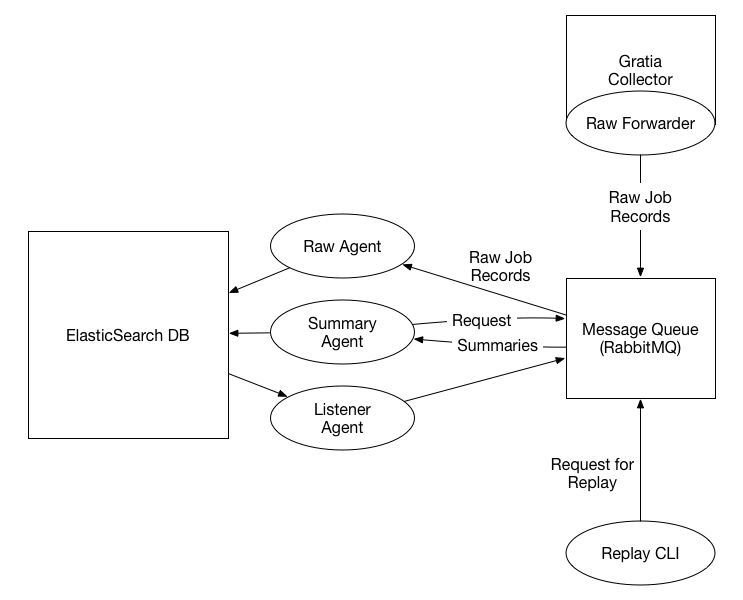 Gratia
Collector
Raw Forwarder
Raw Job
Records
Raw Agent
Raw Job
Records
ElasticSearch DB
Summary
Agent
Request
Summaries
Message Queue
(RabbitMQ)
Listener
Agent
Request for
Replay
Replay CLI